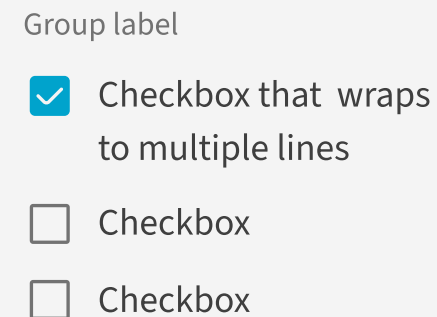 Group label
Checkbox that  wraps
to multiple lines
Checkbox
Checkbox